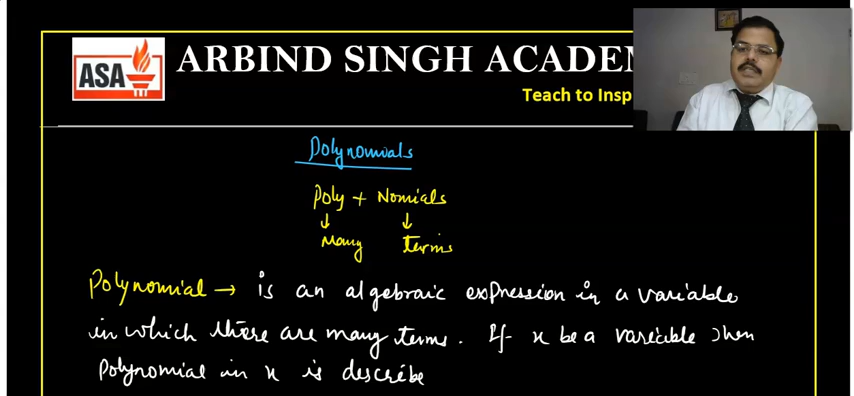 ASA
ARBIND SINGH ACADEM
Teach to Insp
Polynomials
Poly + Nomials
↓ ↓
Many terms
Polynomial → is an algebraic expression in a variable
in which there are many terms. If x be a variable then
Polynomial in x is describe